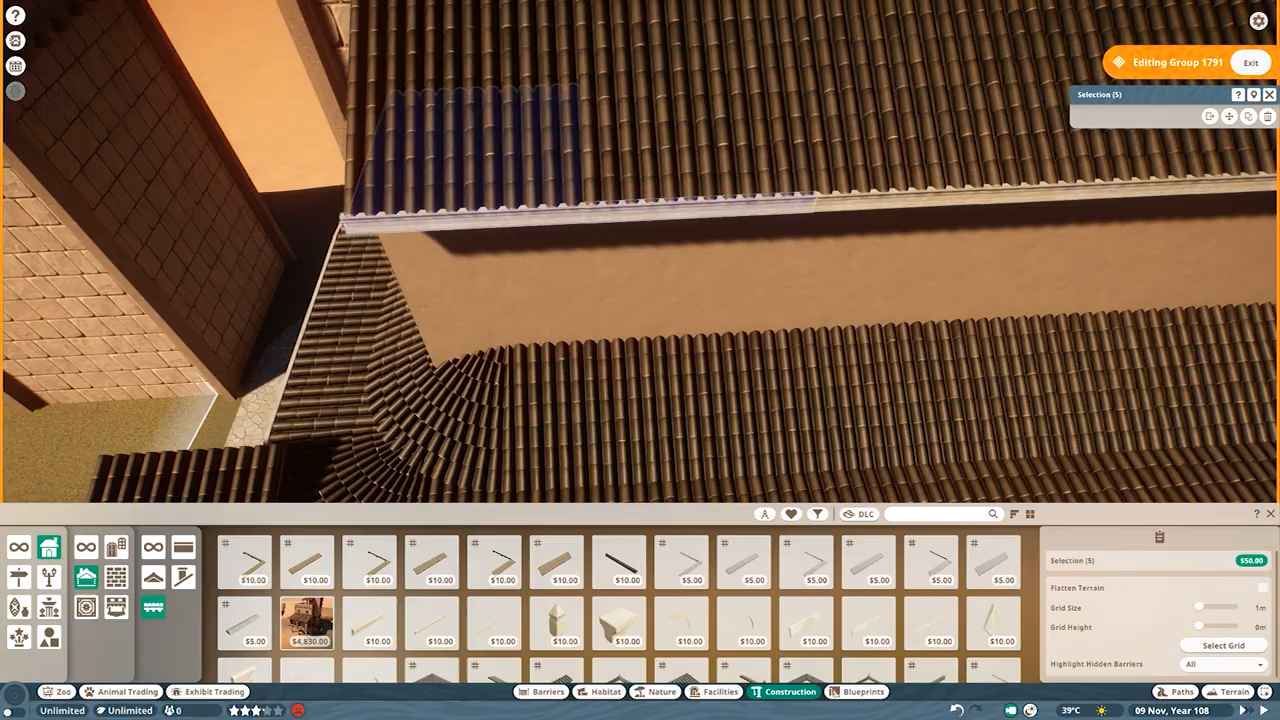 Editing Group 1791 Exit
Selection (5) ?
$10.00 $10.00 $10.00 $10.00 $10.00 $10.00 $10.00 $5.00 $5.00 $5.00 $5.00 $5.00 $5.00
$5.00 $4,830.00 $10.00 $10.00 $10.00 $10.00 $10.00 $10.00 $10.00 $10.00 $10.00 $10.00 $10.00
DLC ?
Selection (5) $50.00
Flatten Terrain
Grid Size 1m
Grid Height 0m
Select Grid
Highlight Hidden Barriers All
Zoo Animal Trading Exhibit Trading Barriers Habitat Nature Facilities Construction Blueprints Paths Terrain
Unlimited Unlimited 0 39°C 09 Nov, Year 108